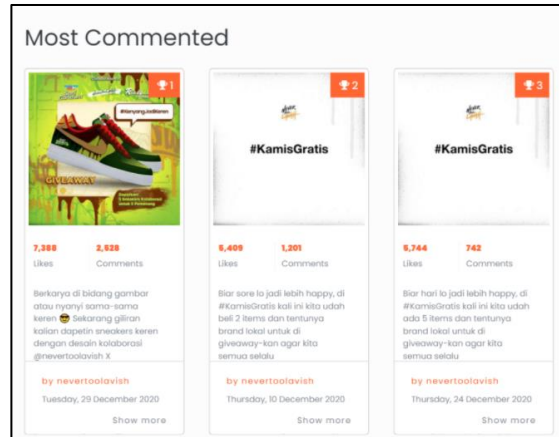 Most Commented
1
#KanyangJadiKeren
GIVEAWAY
7,388 2,528
Likes Comments
Berkarya di bidang gambar
atau nyanyi sama-sama
keren 😎 Sekarang giliran
kalian dapetin sneakers keren
dengan desain kolaborasi
@nevertoolavish X
by nevertoolavish
Tuesday, 29 December 2020
Show more
2
#KamisGratis
5,409 1,201
Likes Comments
Biar sore lo jadi lebih happy, di
#KamisGratis kali ini kita udah
beli 2 items dan tentunya
brand lokal untuk di
giveaway-kan agar kita
semua selalu
by nevertoolavish
Thursday, 10 December 2020
Show more
3
#KamisGratis
5,744 742
Likes Comments
Biar hari lo jadi lebih happy, di
#KamisGratis kali ini kita udah
ada 5 items dan tentunya
brand lokal untuk di
giveaway-kan agar kita
semua selalu
by nevertoolavish
Thursday, 24 December 2020
Show more